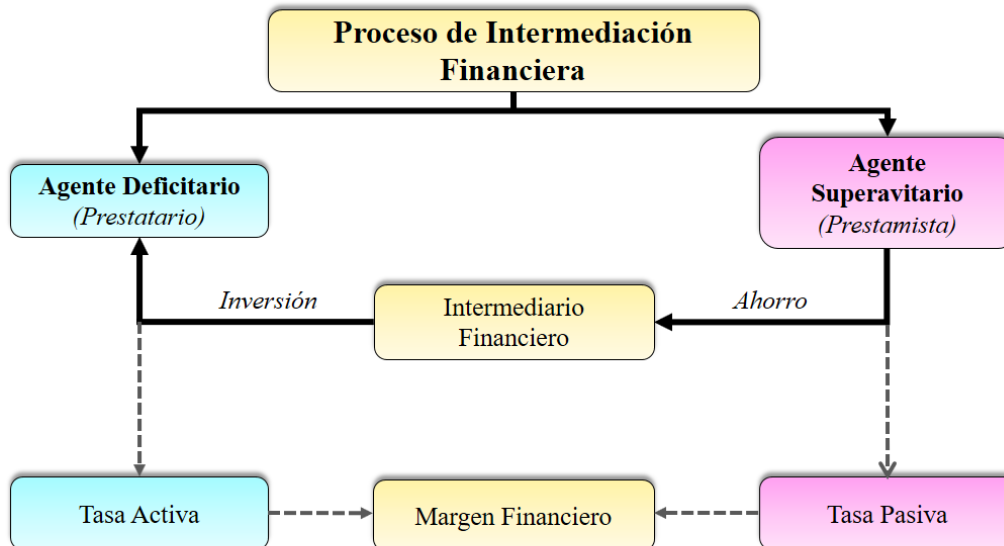 Proceso de Intermediación
Financiera
Agente Deficitario
(Prestatario)
Agente
Superavitario
(Prestamista)
Inversión
Intermediario
Financiero
Ahorro
Tasa Activa
Margen Financiero
Tasa Pasiva